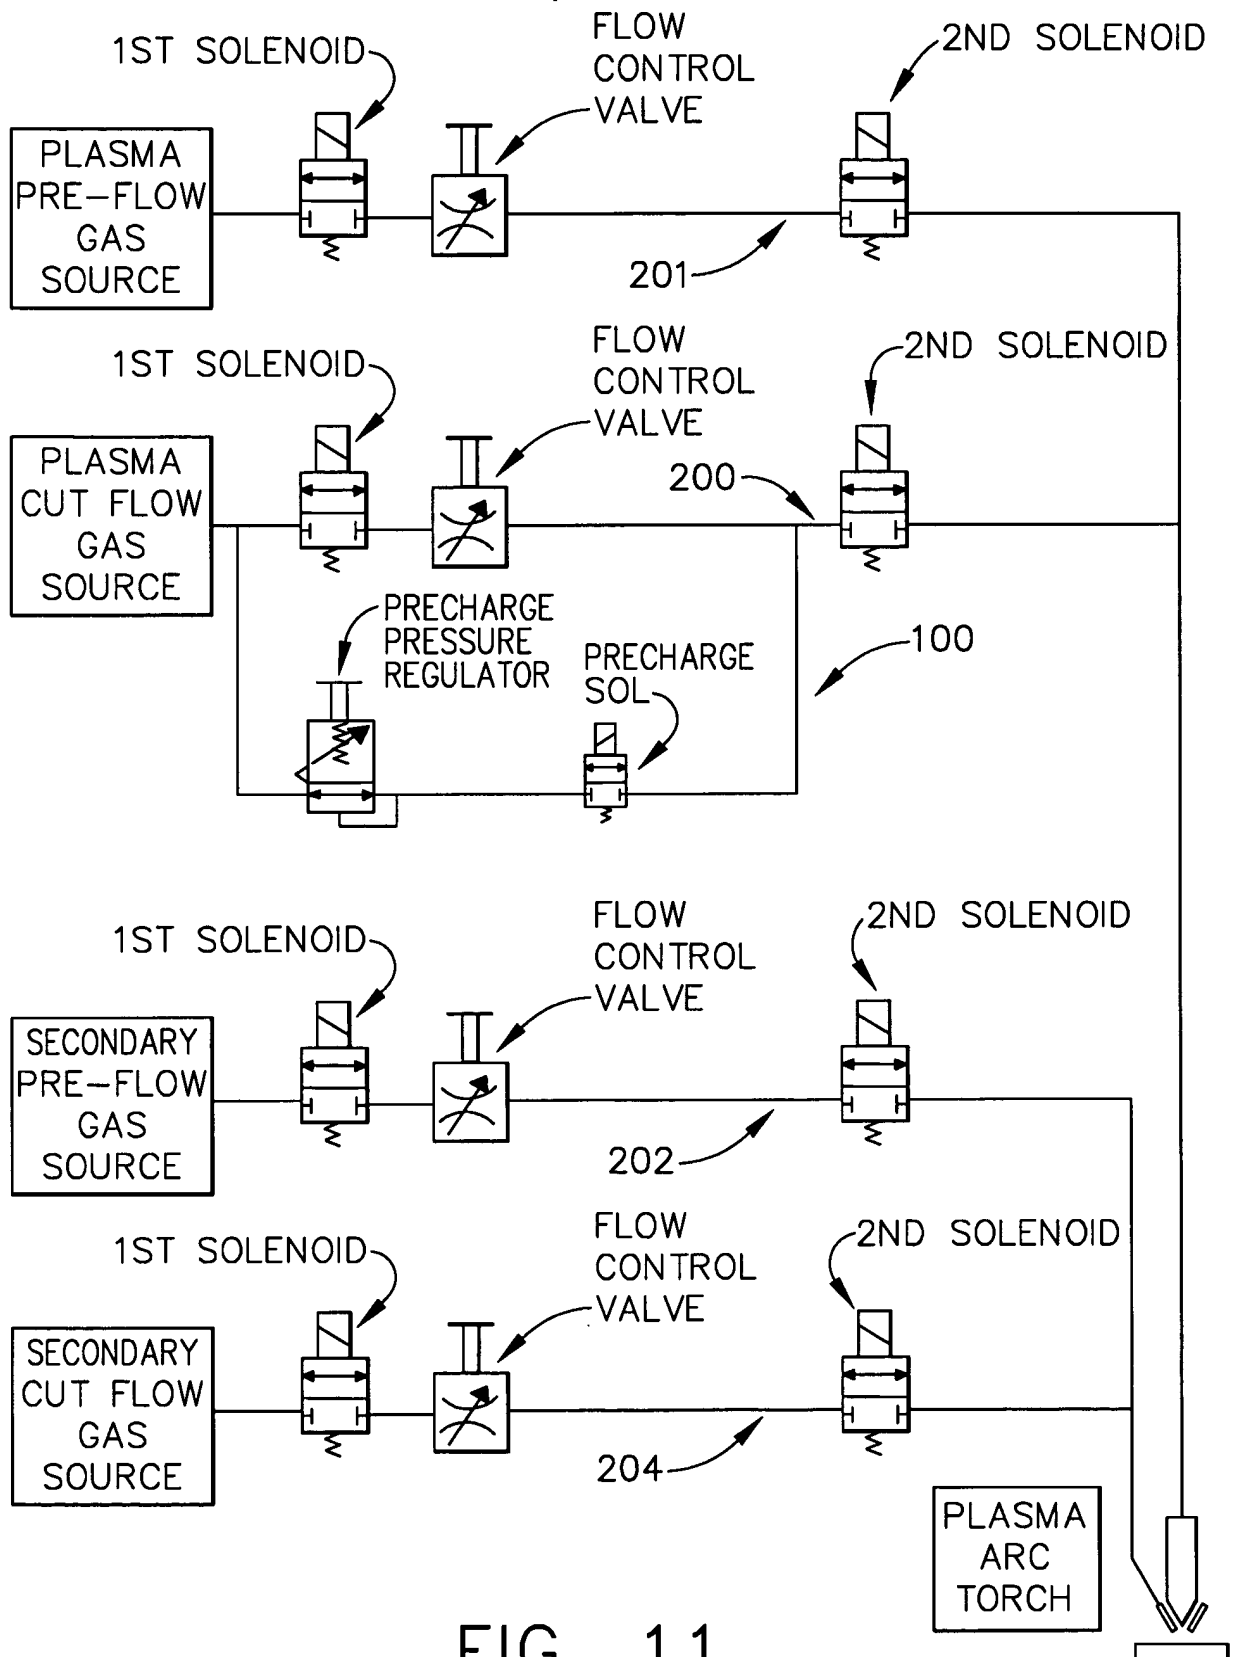 1ST SOLENOID
FLOW
CONTROL
VALVE
2ND SOLENOID
PLASMA
PRE-FLOW
GAS
SOURCE
201
1ST SOLENOID
FLOW
CONTROL
VALVE
2ND SOLENOID
PLASMA
CUT FLOW
GAS
SOURCE
200
PRECHARGE
PRESSURE
REGULATOR
PRECHARGE
SOL
100
1ST SOLENOID
FLOW
CONTROL
VALVE
2ND SOLENOID
SECONDARY
PRE-FLOW
GAS
SOURCE
202
1ST SOLENOID
FLOW
CONTROL
VALVE
2ND SOLENOID
SECONDARY
CUT FLOW
GAS
SOURCE
204
PLASMA
ARC
TORCH
FIG. 11